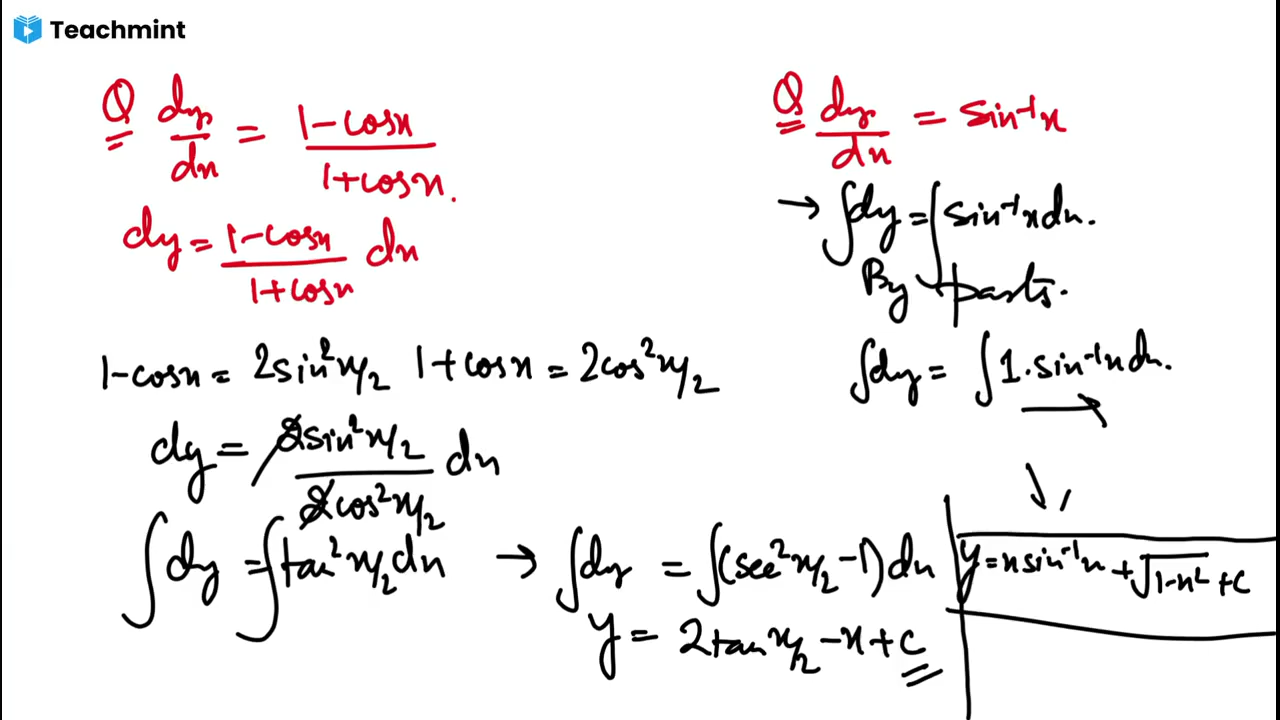 Teachmint
Q dy/dx = 1-cosx/1+cosx.
dy = 1-cosx/1+cosx dx
1-cosx = 2sin²x/2 1+cosx = 2cos²x/2
dy = 2sin²x/2/2cos²x/2 dx
∫dy = ∫tan²x/2 dx → ∫dy = ∫(sec²x/2 -1)dx
y = 2tan x/2 -x+c
Q dy/dx = sin⁻¹x
→ ∫dy = ∫sin⁻¹x dx.
By parts.
∫dy = ∫1.sin⁻¹x dx.
y=x sin⁻¹x + √1-x² +c